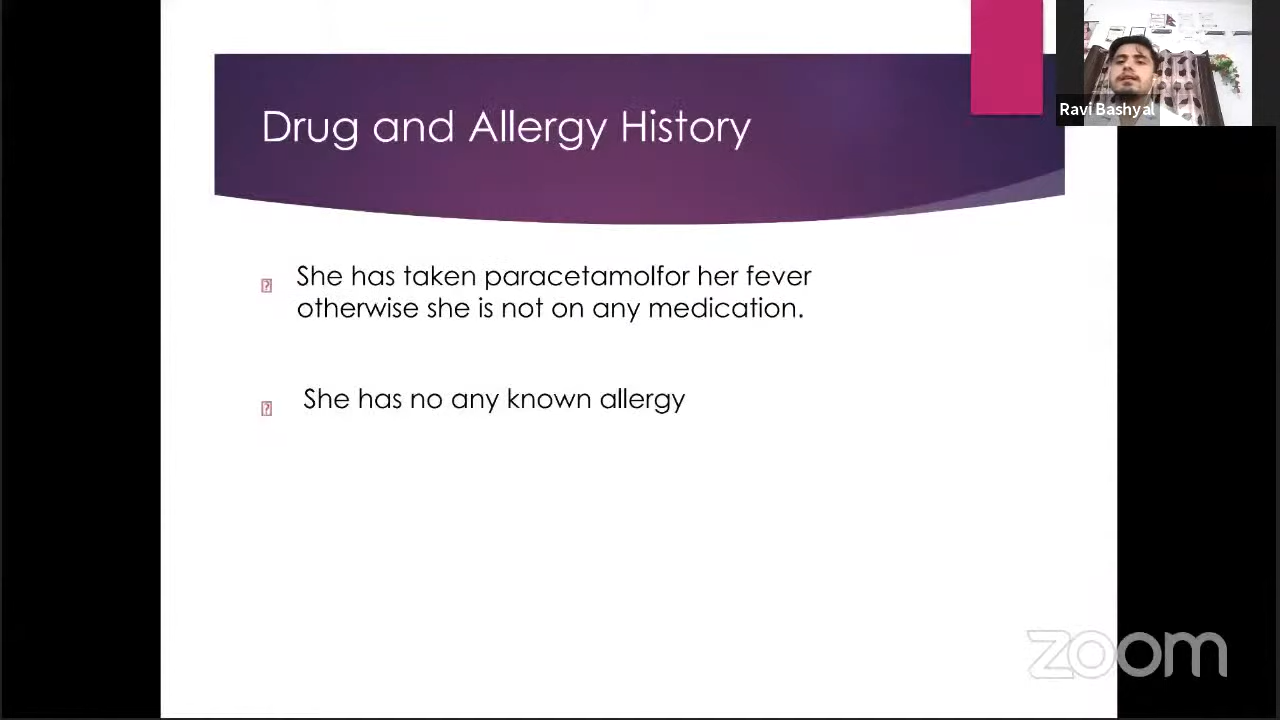 Drug and Allergy History
Ravi Bashyal
She has taken paracetamolfor her fever
otherwise she is not on any medication.
She has no any known allergy
zoom